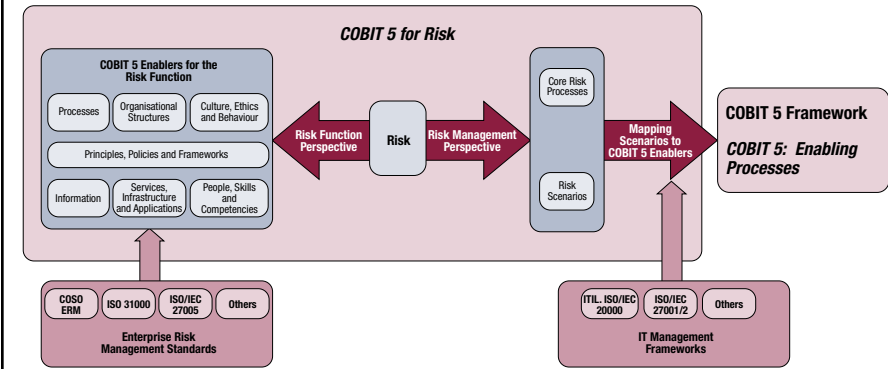 COBIT 5 for Risk
COBIT 5 Enablers for the
Risk Function
Processes
Organisational
Structures
Culture, Ethics
and Behaviour
Principles, Policies and Frameworks
Information
Services,
Infrastructure
and Applications
People, Skills
and
Competencies
Risk Function
Perspective
Risk
Risk Management
Perspective
Core Risk
Processes
Risk
Scenarios
Mapping
Scenarios to
COBIT 5 Enablers
COBIT 5 Framework
COBIT 5: Enabling
Processes
COSO
ERM
ISO 31000
ISO/IEC
27005
Others
Enterprise Risk
Management Standards
ITIL. ISO/IEC
20000
ISO/IEC
27001/2
Others
IT Management
Frameworks